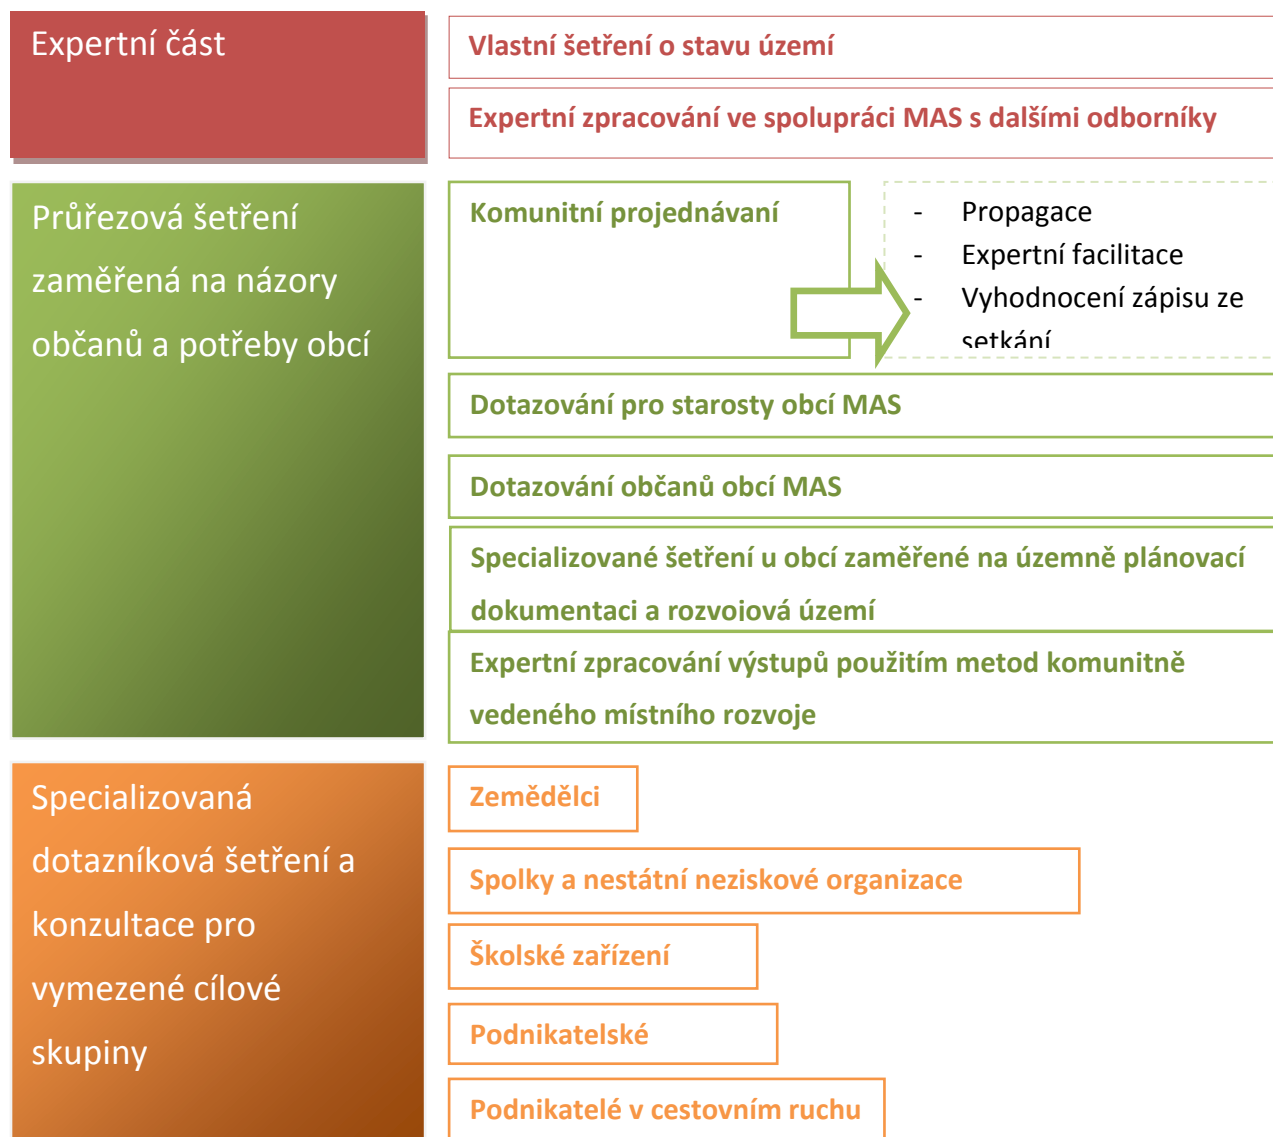 Expertní část
Vlastní šetření o stavu území
Expertní zpracování ve spolupráci MAS s dalšími odborníky
Průřezová šetření
zaměřená na názory
občanů a potřeby obcí
Komunitní projednávaní
- Propagace
- Expertní facilitace
- Vyhodnocení zápisu ze
setkání
Dotazování pro starosty obcí MAS
Dotazování občanů obcí MAS
Specializované šetření u obcí zaměřené na územně plánovací
dokumentaci a rozvojová území
Expertní zpracování výstupů použitím metod komunitně
vedeného místního rozvoje
Specializovaná
dotazníková šetření a
konzultace pro
vymezené cílové
skupiny
Zemědělci
Spolky a nestátní neziskové organizace
Školské zařízení
Podnikatelské
Podnikatelé v cestovním ruchu